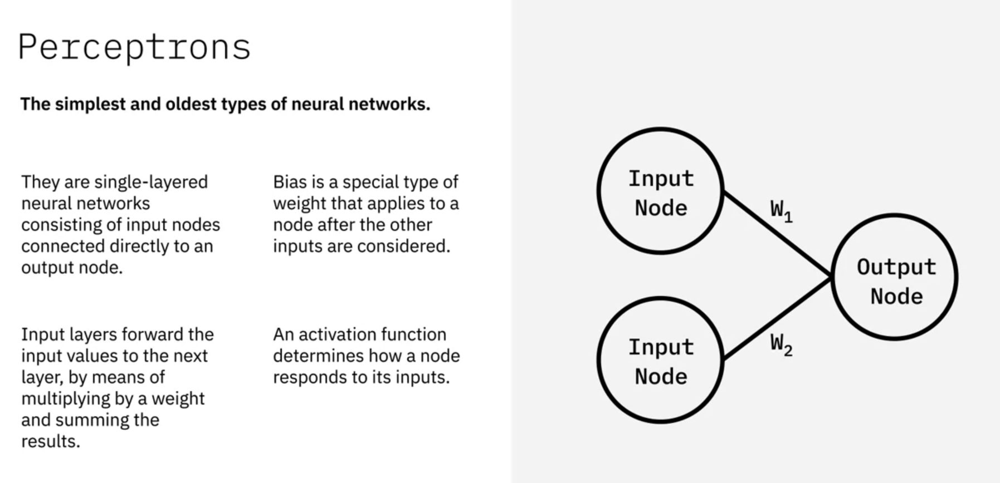 Perceptrons
The simplest and oldest types of neural networks.
They are single-layered
neural networks
consisting of input nodes
connected directly to an
output node.
Bias is a special type of
weight that applies to a
node after the other
inputs are considered.
Input layers forward the
input values to the next
layer, by means of
multiplying by a weight
and summing the
results.
An activation function
determines how a node
responds to its inputs.
Input
Node
W₁
Output
Node
Input
Node
W₂